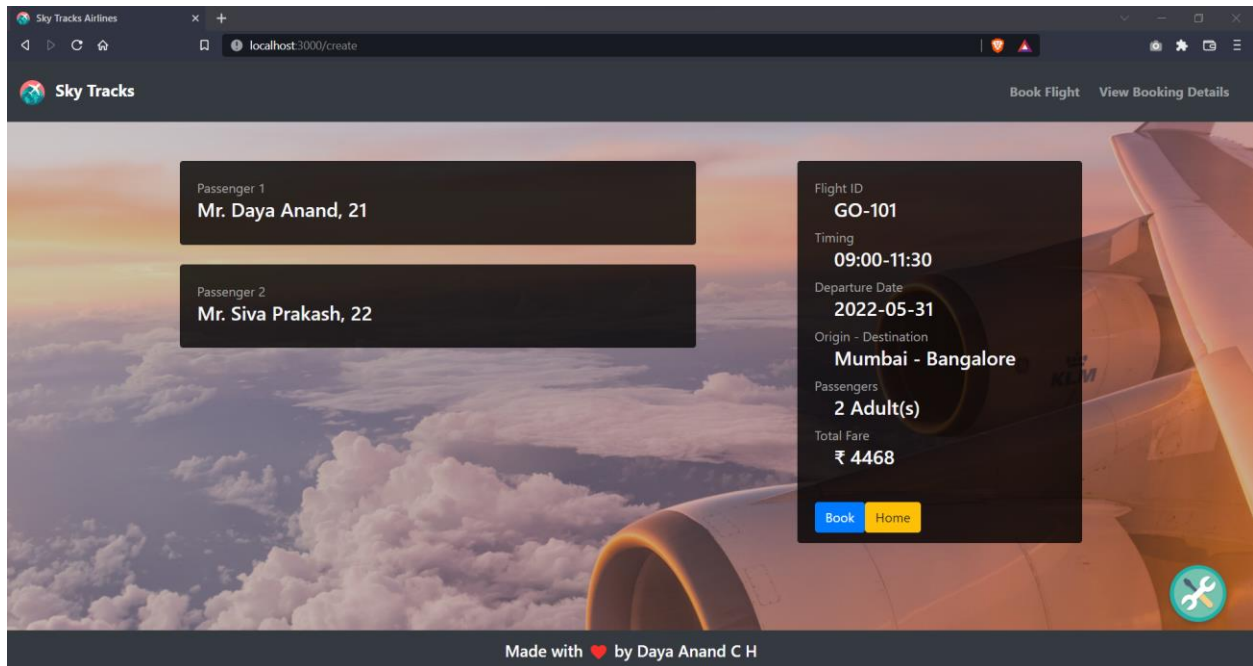 Sky Tracks Airlines
localhost:3000/create
Sky Tracks
Book Flight View Booking Details
Passenger 1
Mr. Daya Anand, 21
Passenger 2
Mr. Siva Prakash, 22
Flight ID
GO-101
Timing
09:00-11:30
Departure Date
2022-05-31
Origin - Destination
Mumbai - Bangalore
Passengers
2 Adult(s)
Total Fare
₹ 4468
Book Home
KLM
Made with ❤ by Daya Anand C H